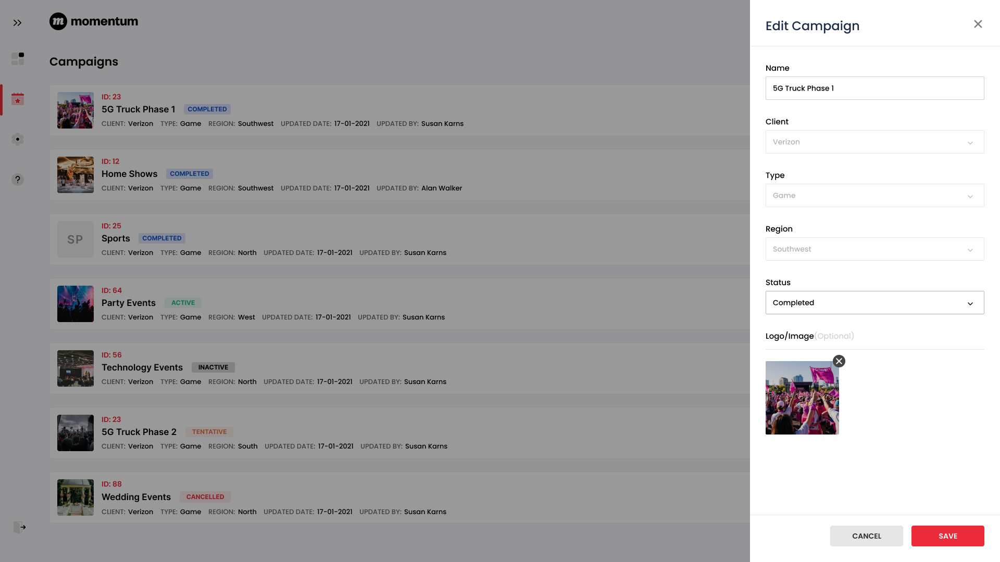 momentum
Campaigns
ID: 23
5G Truck Phase 1 COMPLETED
CLIENT: Verizon TYPE: Game REGION: Southwest UPDATED DATE: 17-01-2021 UPDATED BY: Susan Karns
ID: 12
Home Shows COMPLETED
CLIENT: Verizon TYPE: Game REGION: Southwest UPDATED DATE: 17-01-2021 UPDATED BY: Alan Walker
SP
ID: 25
Sports COMPLETED
CLIENT: Verizon TYPE: Game REGION: North UPDATED DATE: 17-01-2021 UPDATED BY: Susan Karns
ID: 64
Party Events ACTIVE
CLIENT: Verizon TYPE: Game REGION: West UPDATED DATE: 17-01-2021 UPDATED BY: Susan Karns
ID: 56
Technology Events INACTIVE
CLIENT: Verizon TYPE: Game REGION: North UPDATED DATE: 17-01-2021 UPDATED BY: Susan Karns
ID: 23
5G Truck Phase 2 TENTATIVE
CLIENT: Verizon TYPE: Game REGION: South UPDATED DATE: 17-01-2021 UPDATED BY: Susan Karns
ID: 88
Wedding Events CANCELLED
CLIENT: Verizon TYPE: Game REGION: North UPDATED DATE: 17-01-2021 UPDATED BY: Susan Karns
Edit Campaign
Name
5G Truck Phase 1
Client
Verizon
Type
Game
Region
Southwest
Status
Completed
Logo/Image(Optional)
CANCEL SAVE